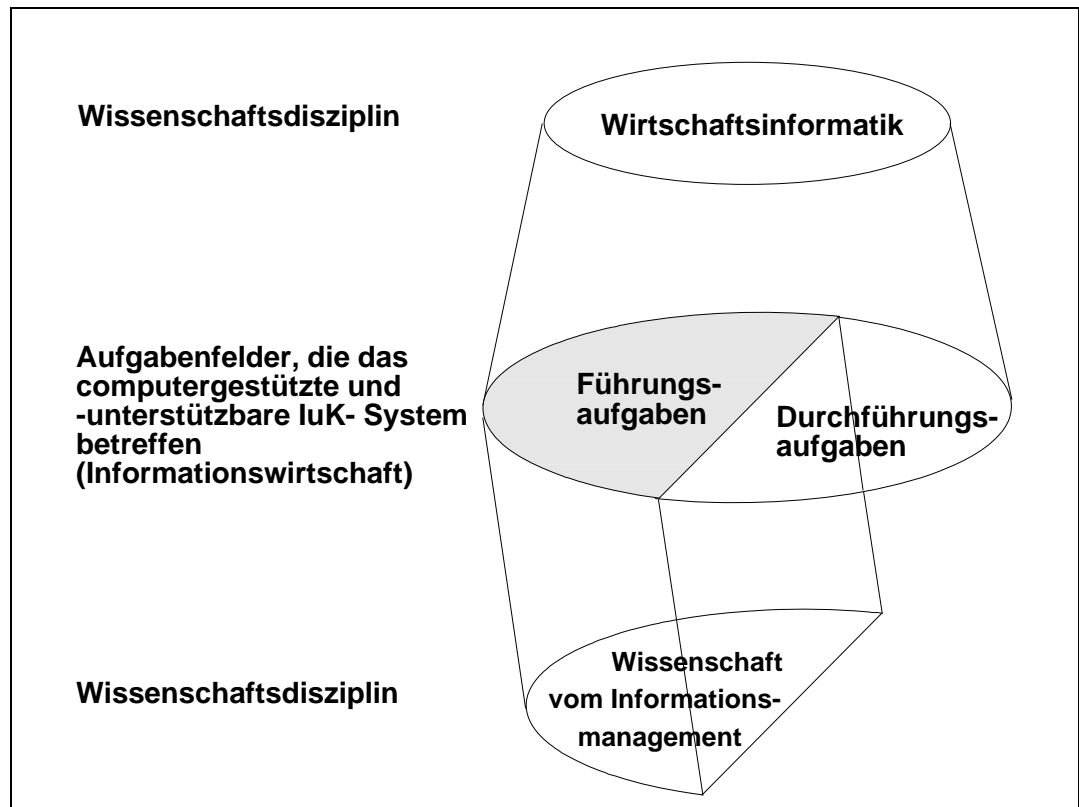 Wissenschaftsdisziplin
Wirtschaftsinformatik
Aufgabenfelder, die das
computergestützte und
-unterstützbare IuK- System
betreffen
(Informationswirtschaft)
Führungs-
aufgaben
Durchführungs-
aufgaben
Wissenschaftsdisziplin
Wissenschaft
vom Informations-
management